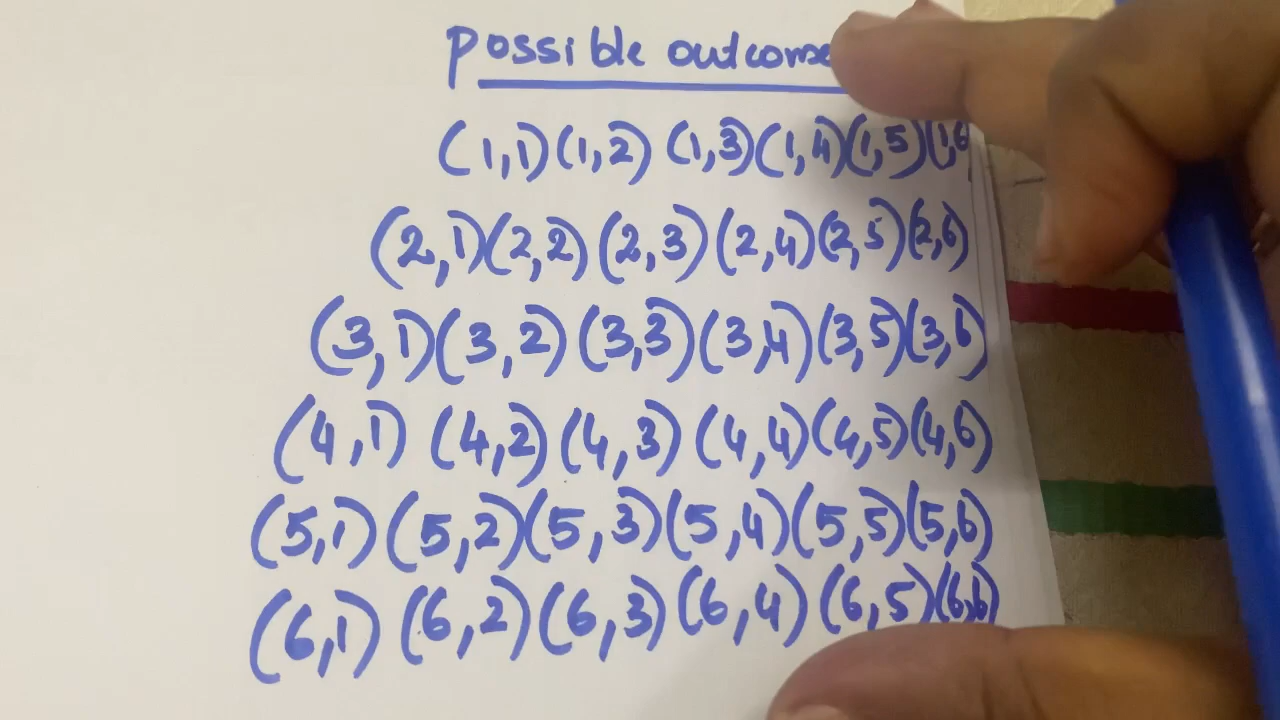 possible outcome
(1,1) (1,2) (1,3) (1,4) (1,5) (1,6
(2,1) (2,2) (2,3) (2,4) (2,5) (2,6)
(3,1) (3,2) (3,3) (3,4) (3,5) (3,6)
(4,1) (4,2) (4,3) (4,4) (4,5) (4,6)
(5,1) (5,2) (5,3) (5,4) (5,5) (5,6)
(6,1) (6,2) (6,3) (6,4) (6,5) (6,6)